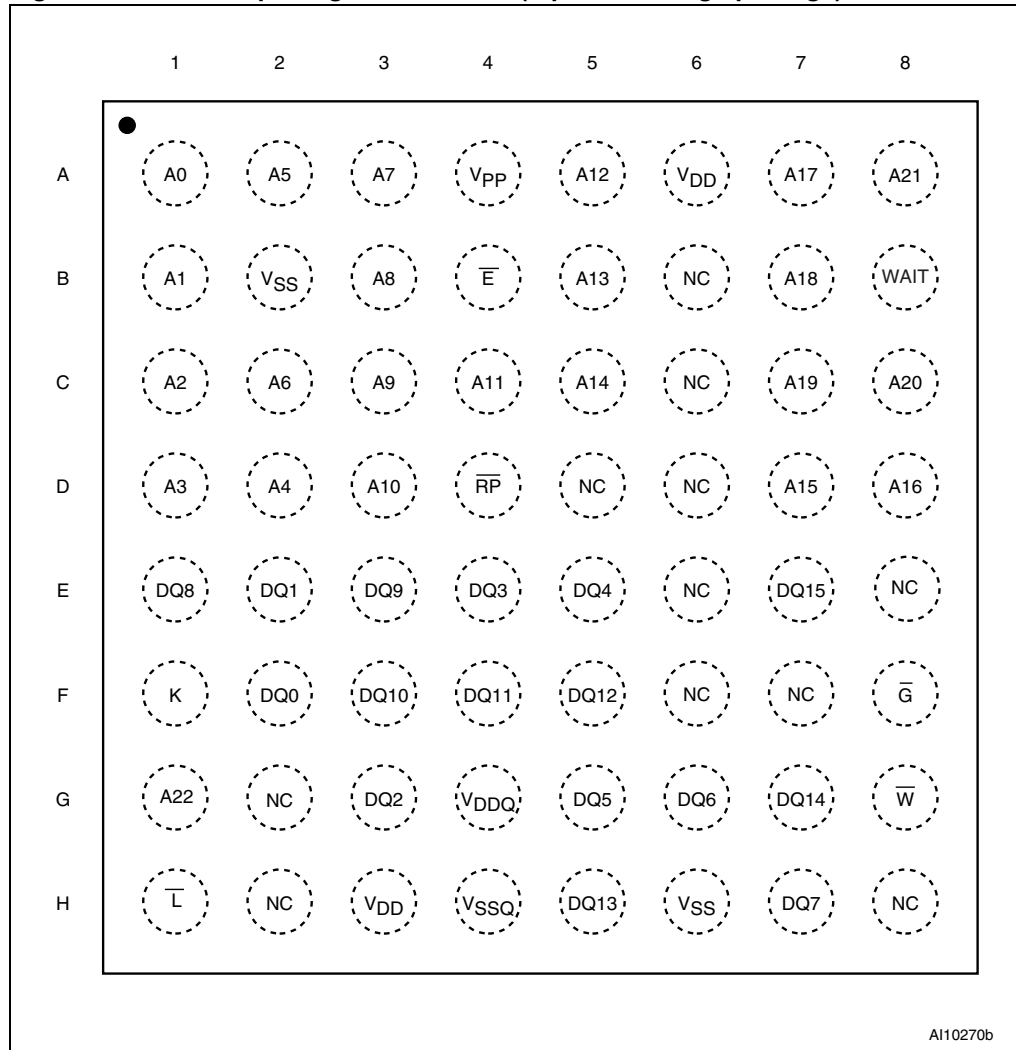 1 2 3 4 5 6 7 8
A A0 A5 A7 VPP A12 VDD A17 A21
B A1 VSS A8 E̅ A13 NC A18 WAIT
C A2 A6 A9 A11 A14 NC A19 A20
D A3 A4 A10 R̅P̅ NC NC A15 A16
E DQ8 DQ1 DQ9 DQ3 DQ4 NC DQ15 NC
F K DQ0 DQ10 DQ11 DQ12 NC NC G̅
G A22 NC DQ2 VDDQ DQ5 DQ6 DQ14 W̅
H L̅ NC VDD VSSQ DQ13 VSS DQ7 NC
AI10270b